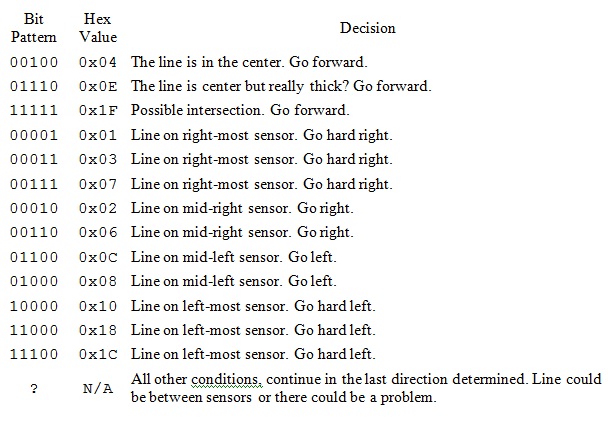 Bit Pattern Hex Value Decision
00100 0x04 The line is in the center. Go forward.
01110 0x0E The line is center but really thick? Go forward.
11111 0x1F Possible intersection. Go forward.
00001 0x01 Line on right-most sensor. Go hard right.
00011 0x03 Line on right-most sensor. Go hard right.
00111 0x07 Line on right-most sensor. Go hard right.
00010 0x02 Line on mid-right sensor. Go right.
00110 0x06 Line on mid-right sensor. Go right.
01100 0x0C Line on mid-left sensor. Go left.
01000 0x08 Line on mid-left sensor. Go left.
10000 0x10 Line on left-most sensor. Go hard left.
11000 0x18 Line on left-most sensor. Go hard left.
11100 0x1C Line on left-most sensor. Go hard left.
? N/A All other conditions, continue in the last direction determined. Line could
be between sensors or there could be a problem.